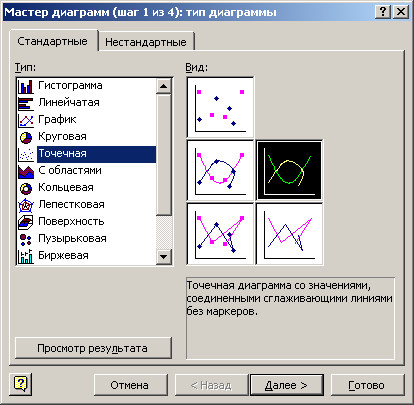 Мастер диаграмм (шаг 1 из 4): тип диаграммы
Стандартные
Нестандартные
Тип:
Гистограмма
Линейчатая
График
Круговая
Точечная
С областями
Кольцевая
Лепестковая
Поверхность
Пузырьковая
Биржевая
Вид:
Точечная диаграмма со значениями,
соединенными сглаживающими линиями
без маркеров.
Просмотр результата
Отмена
< Назад
Далее >
Готово